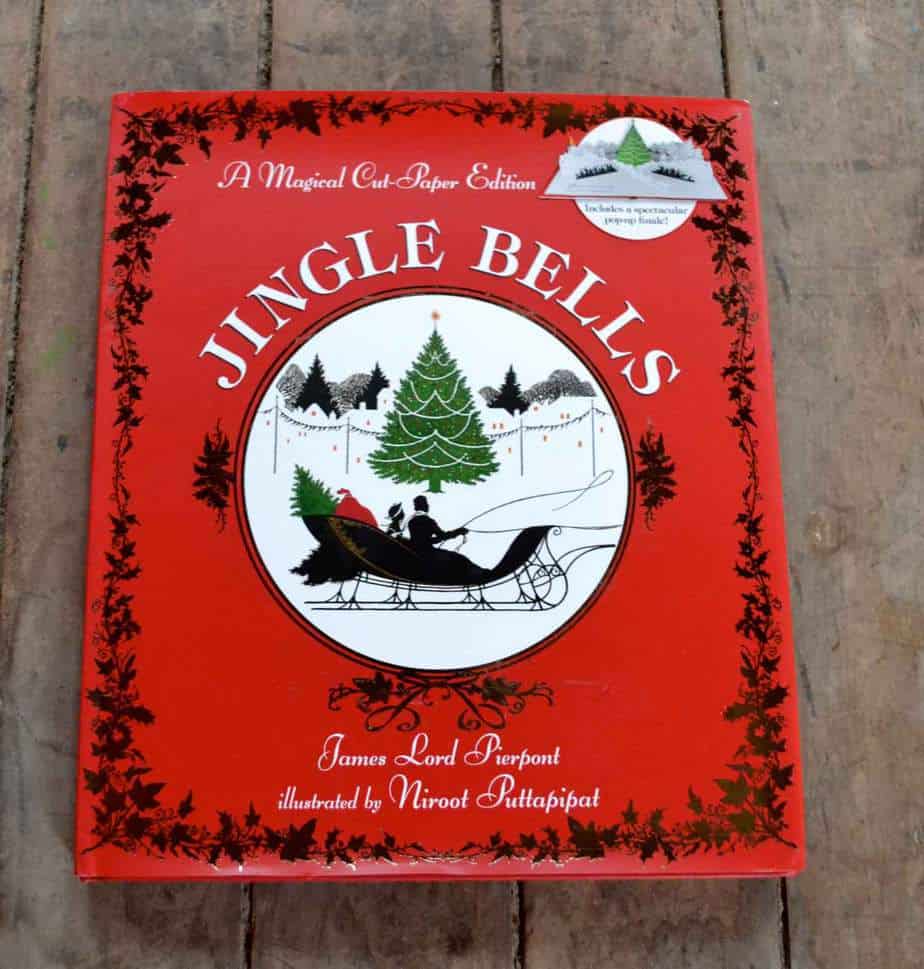 A Magical Cut-Paper Edition
Includes a spectacular
pop-up finale!
JINGLE BELLS
James Lord Pierpont
illustrated by Niroot Puttapipat